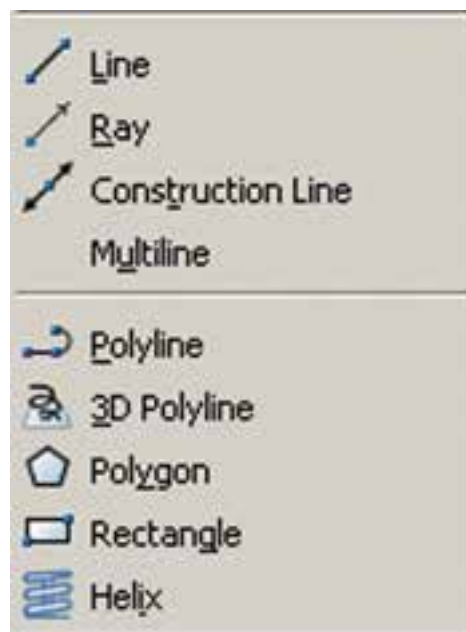 Line
Ray
Construction Line
Multiline
Polyline
3D Polyline
Polygon
Rectangle
Helix